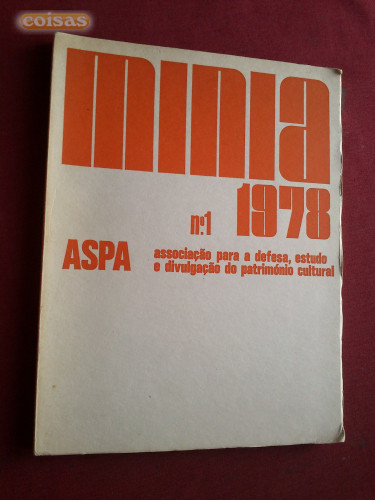 coisas
minia
nº1 1978
ASPA
associação para a defesa, estudo
e divulgação do património cultural